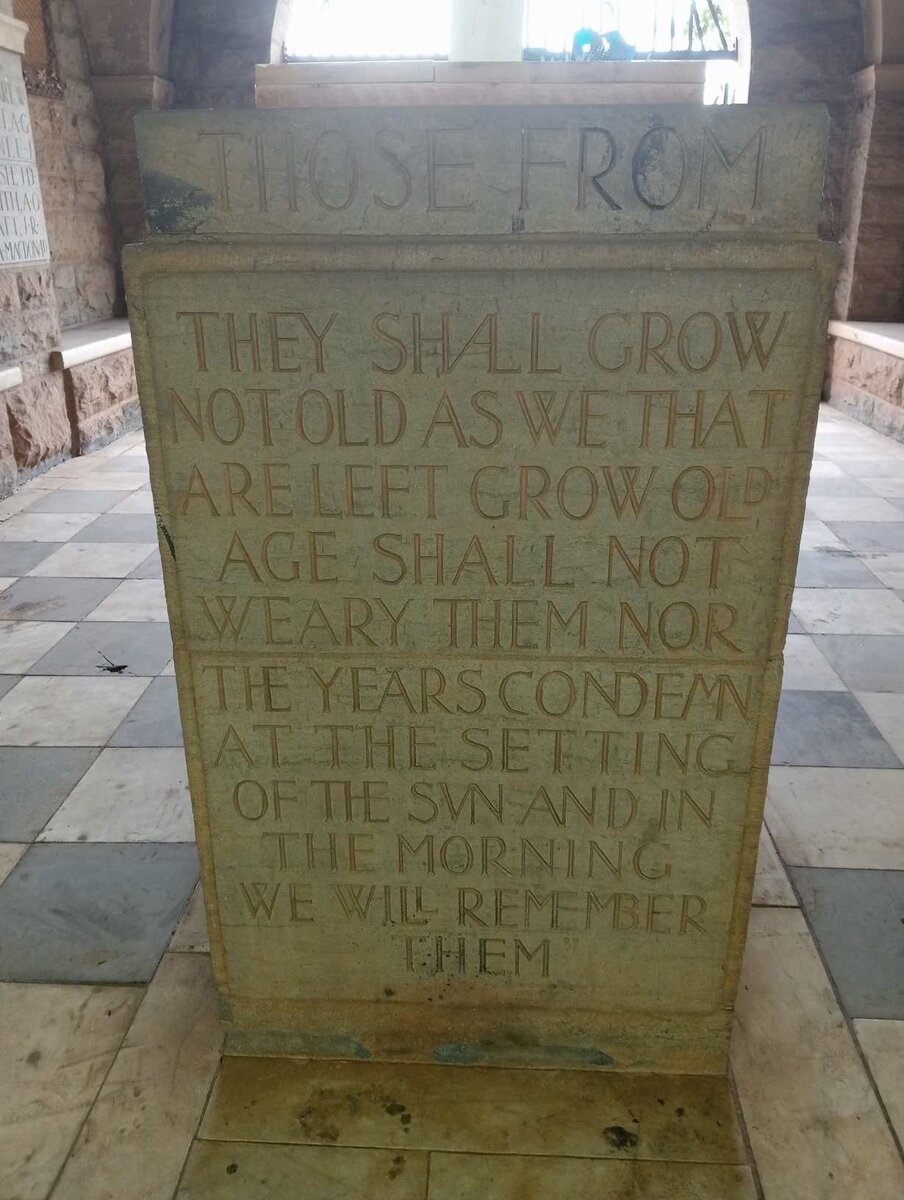 THOSE FROM
THEY SHALL GROW
NOT OLD AS WE THAT
ARE LEFT GROW OLD
AGE SHALL NOT
WEARY THEM NOR
THE YEARS CONDEMN
AT THE SETTING
OF THE SVN AND IN
THE MORNING
WE WILL REMEMBER
THEM"
MACDONAD